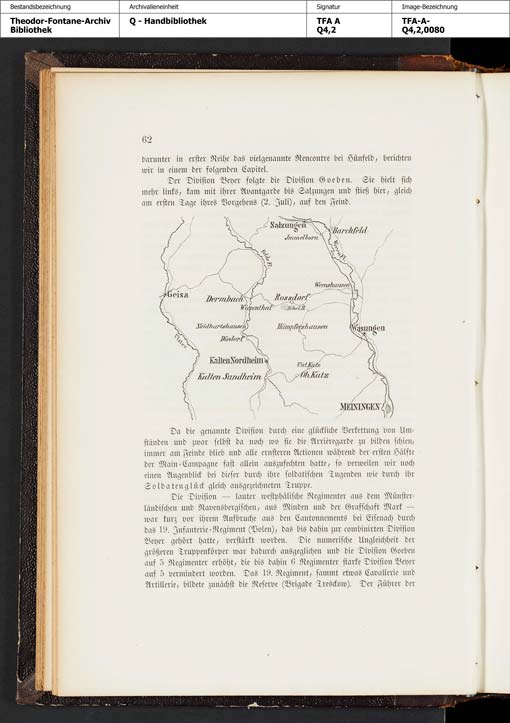 Bestandsbezeichnung
Archivalieneinheit
Signatur
Image-Bezeichnung
Theodor-Fontane-Archiv
Bibliothek
Q - Handbibliothek
TFA A
Q4,2
TFA-A-
Q4,2,0080
62
darunter in erster Reihe das vielgenannte Rencontre bei Hünfeld, berichten
wir in einem der folgenden Capitel.
Der Division Beyer folgte die Division Goeben. Sie hielt sich
mehr links, kam mit ihrer Avantgarde bis Salzungen und stieß hier, gleich
am ersten Tage ihres Vorgehens (2. Juli), auf den Feind.
Salzungen
Barchfeld
Immelborn
Felda Fl.
Werra Fl.
Wernshausen
Geisa
Dermbach
Rossdorf
Wiesenthal
Neidhartshausen
Hümpfershausen
Wasungen
Ulster
Kalten Nordheim
Unt Katz
Kalten Sundheim
Ob. Katz
MEININGEN
Da die genannte Division durch eine glückliche Verkettung von Um-
ständen und zwar selbst da noch wo sie die Arrièregarde zu bilden schien,
immer am Feinde blieb und alle ernsteren Actionen während der ersten Hälfte
der Main-Campagne fast allein auszufechten hatte, so verweilen wir noch
einen Augenblick bei dieser durch ihre soldatischen Tugenden wie durch ihr
Soldatenglück gleich ausgezeichneten Truppe.
Die Division — lauter westphälische Regimenter aus dem Münster-
ländischen und Ravensbergischen, aus Minden und der Grafschaft Mark —
war kurz vor ihrem Aufbruche aus den Cantonnements bei Eisenach durch
das 19. Infanterie-Regiment (Polen), das bis dahin zur combinirten Division
Beyer gehört hatte, verstärkt worden. Die numerische Ungleichheit der
größeren Truppenkörper war dadurch ausgeglichen und die Division Goeben
auf 5 Regimenter erhöht, die bis dahin 6 Regimenter starke Division Beyer
auf 5 vermindert worden. Das 19. Regiment, sammt etwas Cavallerie und
Artillerie, bildete zunächst die Reserve (Brigade Tresckow). Der Führer der